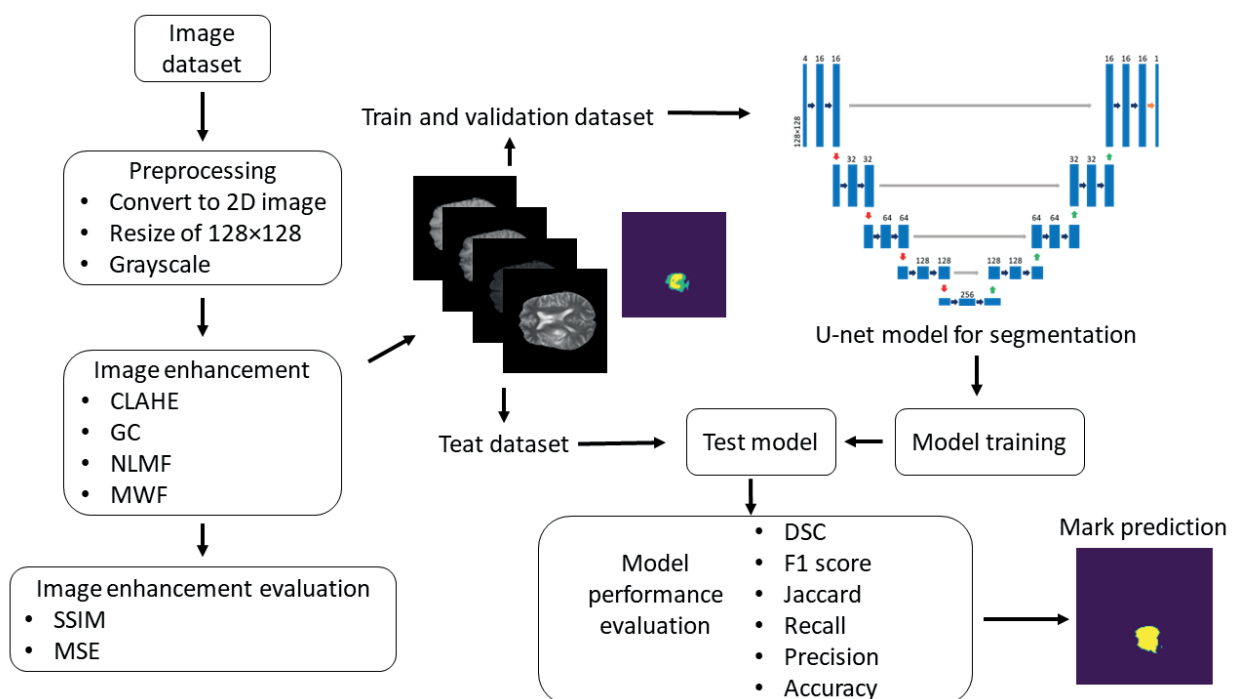 Image
dataset
Preprocessing
• Convert to 2D image
• Resize of 128×128
• Grayscale
Image enhancement
• CLAHE
• GC
• NLMF
• MWF
Image enhancement evaluation
• SSIM
• MSE
Train and validation dataset
Teat dataset
4 16 16
16 16 16 1
128×128
32 32
32 32
64 64
64 64
128 128
128 128
256
U-net model for segmentation
Test model
Model training
Model
performance
evaluation
• DSC
• F1 score
• Jaccard
• Recall
• Precision
• Accuracy
Mark prediction